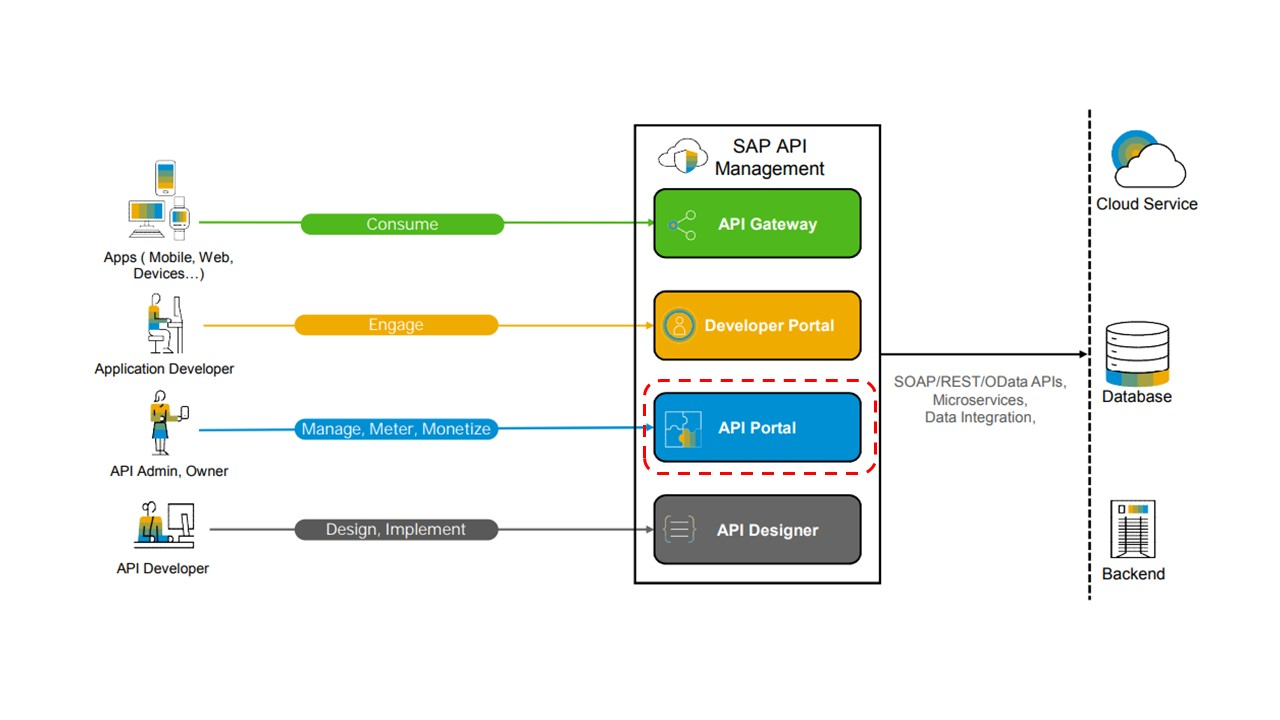 SAP API
Management
Consume
API Gateway
Apps ( Mobile, Web,
Devices...)
Cloud Service
Engage
Developer Portal
Application Developer
SOAP/REST/OData APIs,
Microservices,
Data Integration,
Database
Manage, Meter, Monetize
API Portal
API Admin, Owner
Design, Implement
API Designer
API Developer
Backend